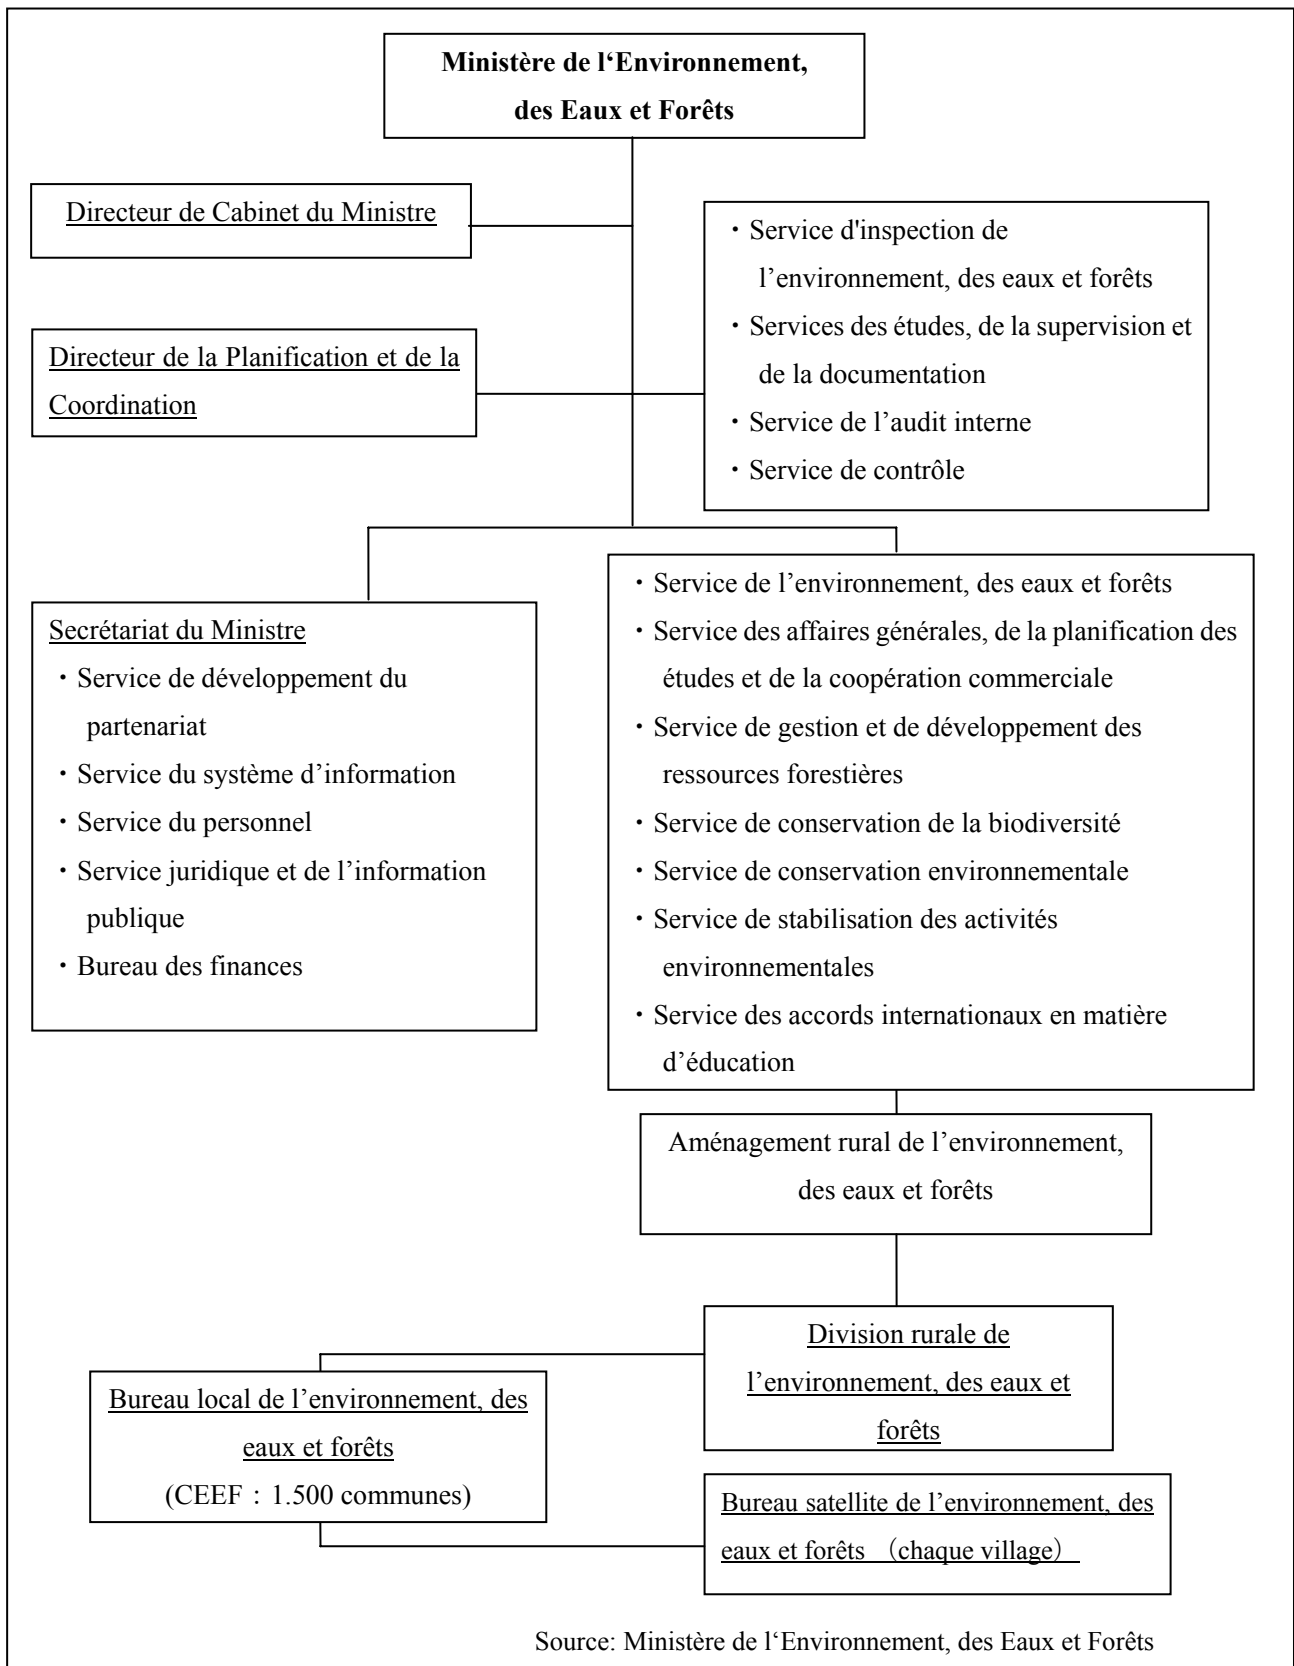 Ministère de l‘Environnement,
des Eaux et Forêts
Directeur de Cabinet du Ministre
・Service d'inspection de
l’environnement, des eaux et forêts
・Services des études, de la supervision et
de la documentation
・Service de l’audit interne
・Service de contrôle
Directeur de la Planification et de la
Coordination
Secrétariat du Ministre
・Service de développement du
partenariat
・Service du système d’information
・Service du personnel
・Service juridique et de l’information
publique
・Bureau des finances
・Service de l’environnement, des eaux et forêts
・Service des affaires générales, de la planification des
études et de la coopération commerciale
・Service de gestion et de développement des
ressources forestières
・Service de conservation de la biodiversité
・Service de conservation environnementale
・Service de stabilisation des activités
environnementales
・Service des accords internationaux en matière
d’éducation
Aménagement rural de l’environnement,
des eaux et forêts
Division rurale de
l’environnement, des eaux et
forêts
Bureau local de l’environnement, des
eaux et forêts
(CEEF : 1.500 communes)
Bureau satellite de l’environnement, des
eaux et forêts （chaque village）
Source: Ministère de l‘Environnement, des Eaux et Forêts